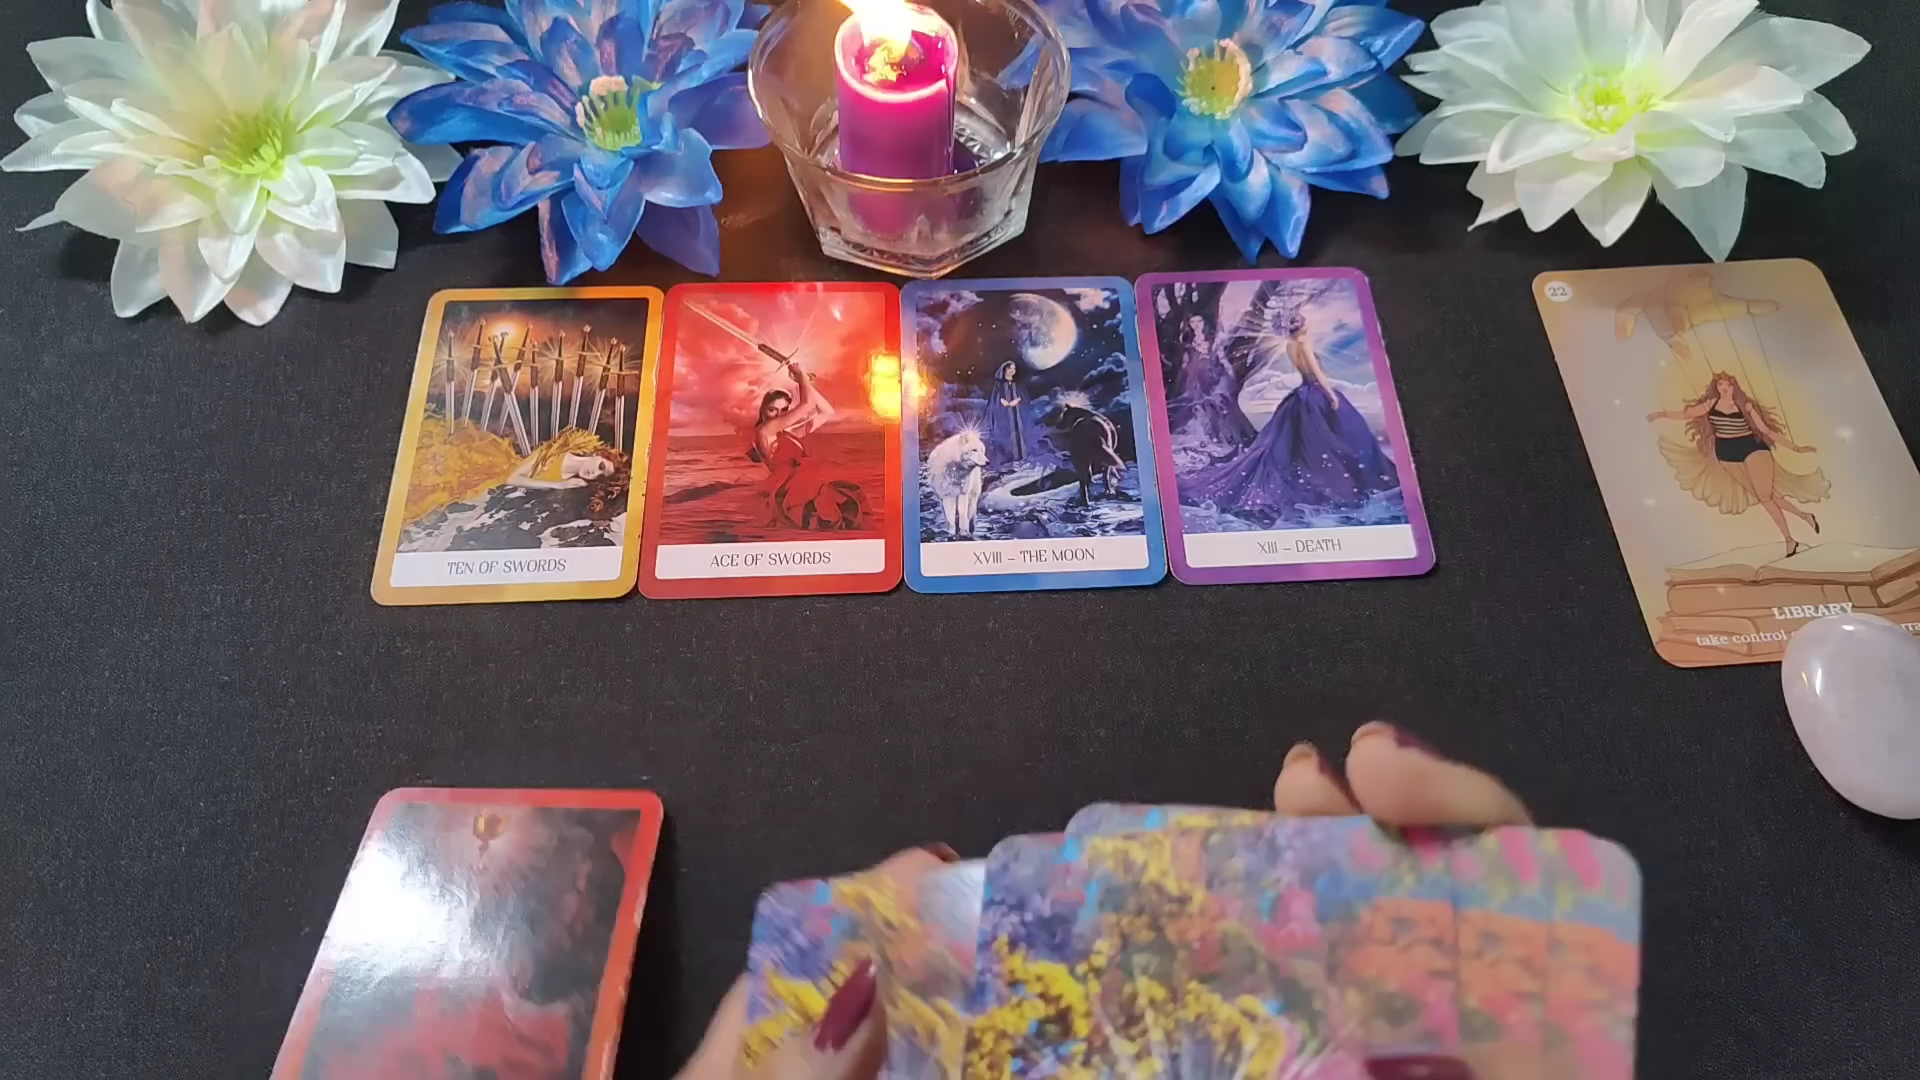 TEN OF SWORDS
ACE OF SWORDS
XVIII – THE MOON
XIII – DEATH
22
LIBRARY
take control